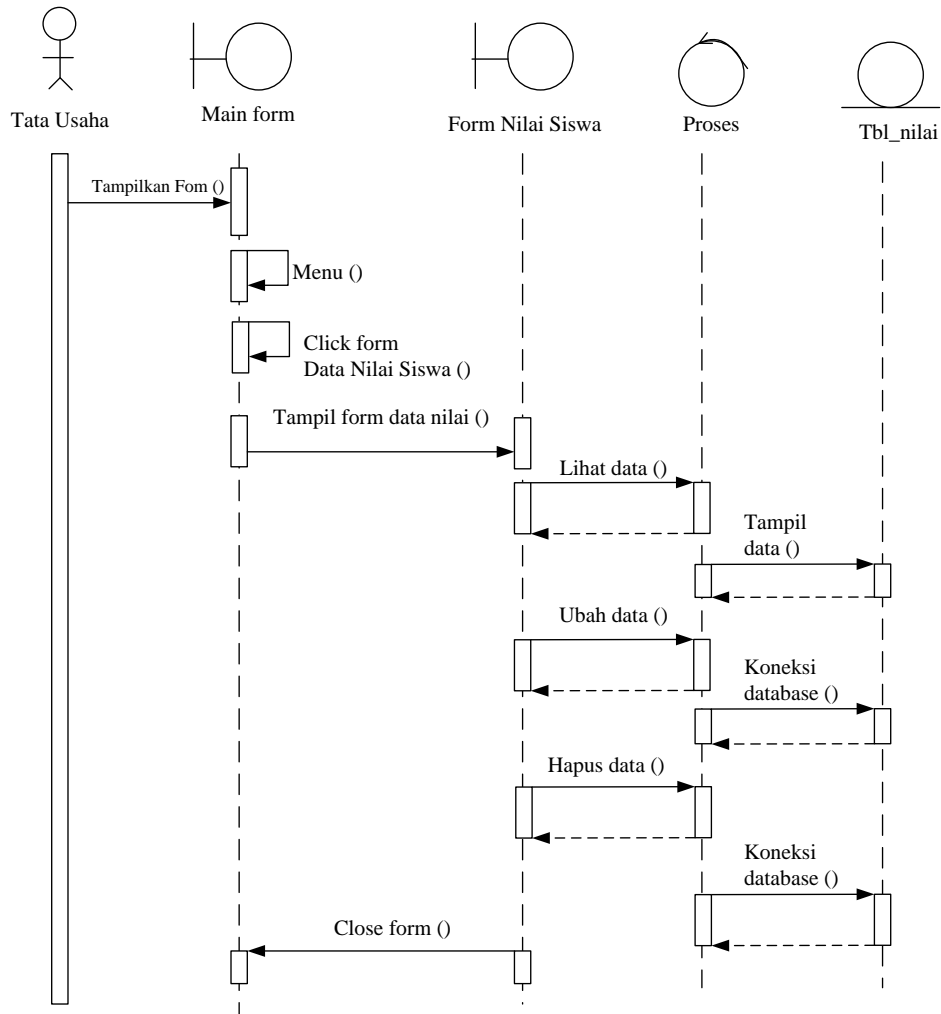 Tata Usaha
Main form
Form Nilai Siswa
Proses
Tbl_nilai
Tampilkan Fom ()
Menu ()
Click form
Data Nilai Siswa ()
Tampil form data nilai ()
Lihat data ()
Tampil
data ()
Ubah data ()
Koneksi
database ()
Hapus data ()
Koneksi
database ()
Close form ()